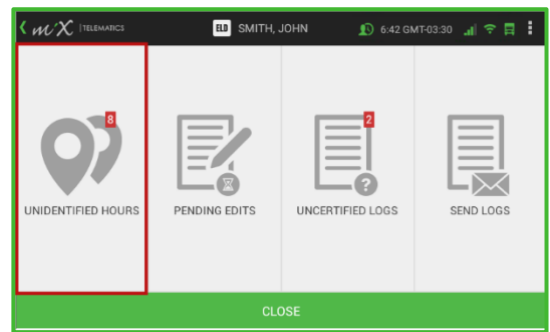 mix TELEMATICS ELD SMITH, JOHN 6:42 GMT-03:30
8 2
UNIDENTIFIED HOURS PENDING EDITS UNCERTIFIED LOGS SEND LOGS
CLOSE